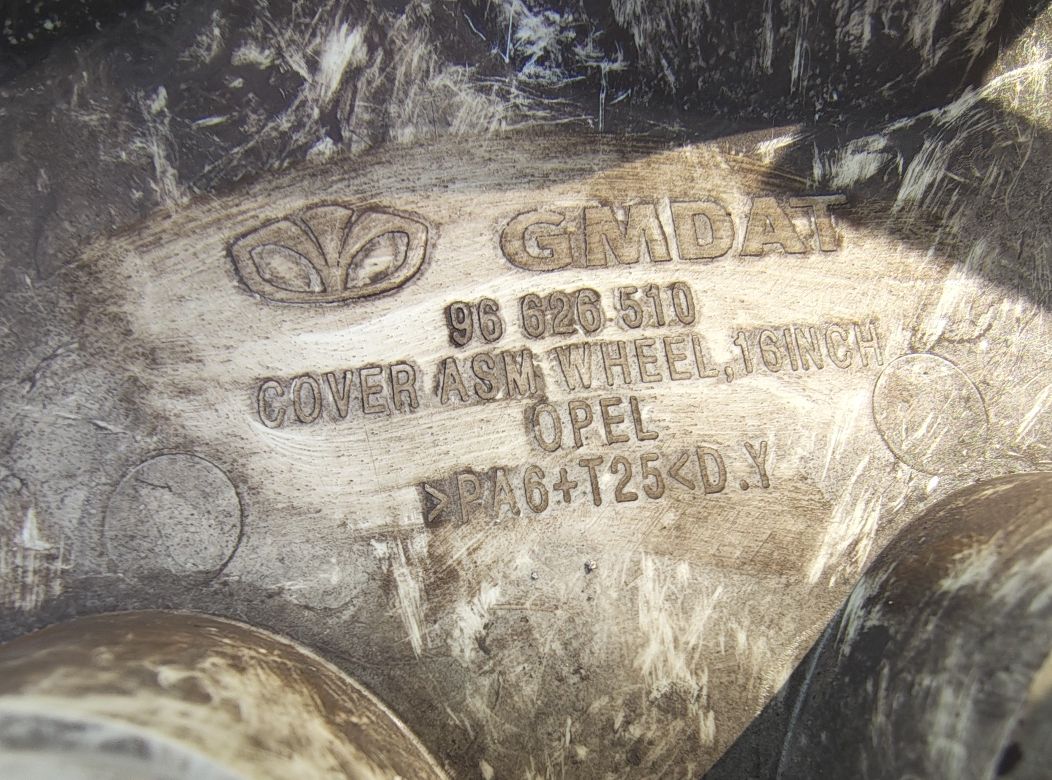 GMDAT
96 626 510
COVER ASM WHEEL,16INCH
OPEL
>PA6+T25<D.Y